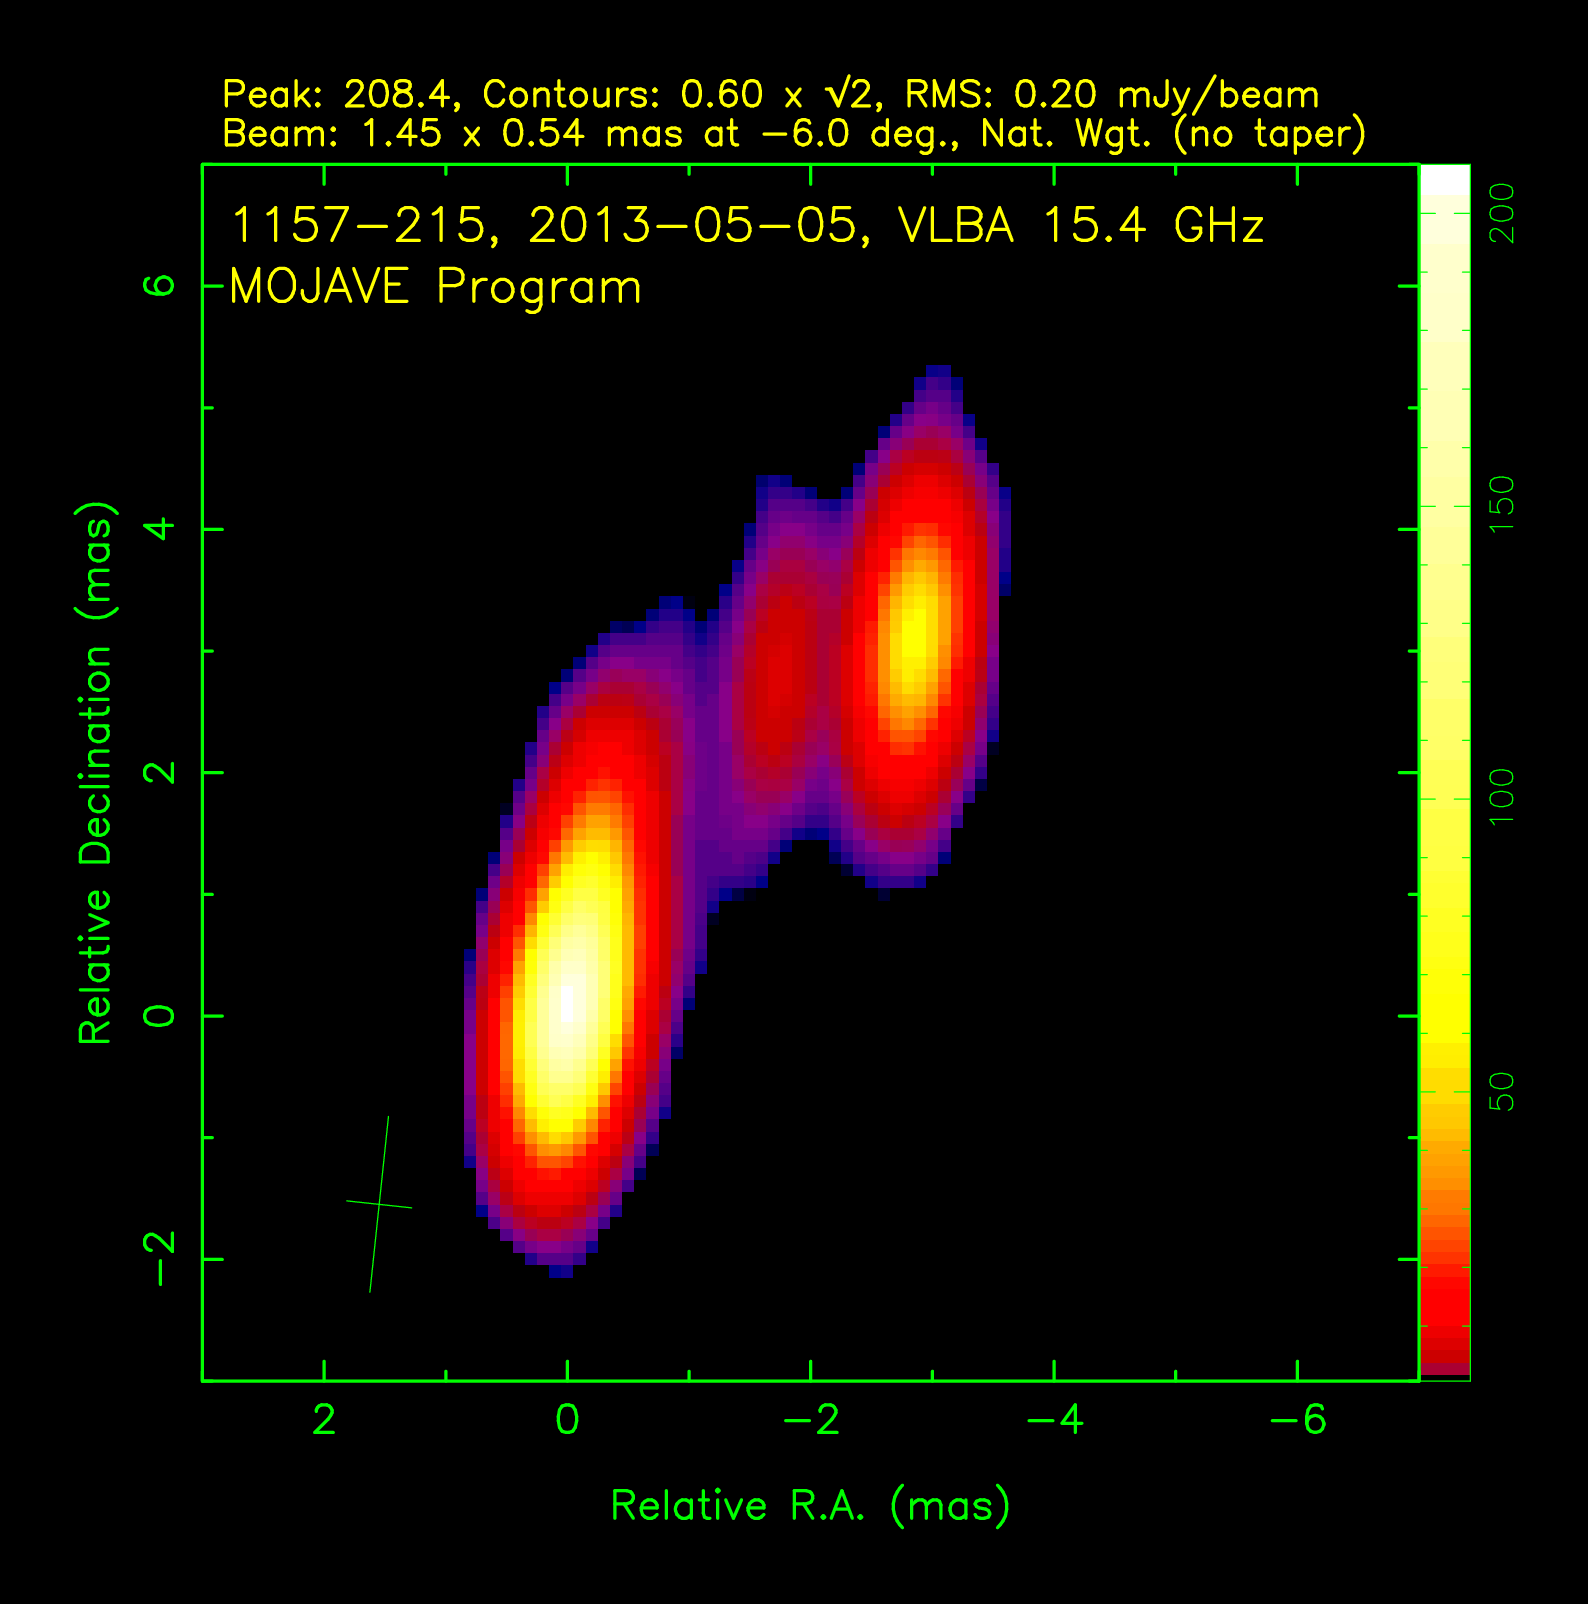 Peak: 208.4, Contours: 0.60 x √2, RMS: 0.20 mJy/beam
Beam: 1.45 x 0.54 mas at −6.0 deg., Nat. Wgt. (no taper)
1157−215, 2013−05−05, VLBA 15.4 GHz
MOJAVE Program
Relative Declination (mas)
6
4
2
0
−2
200
150
100
50
2 0 −2 −4 −6
Relative R.A. (mas)